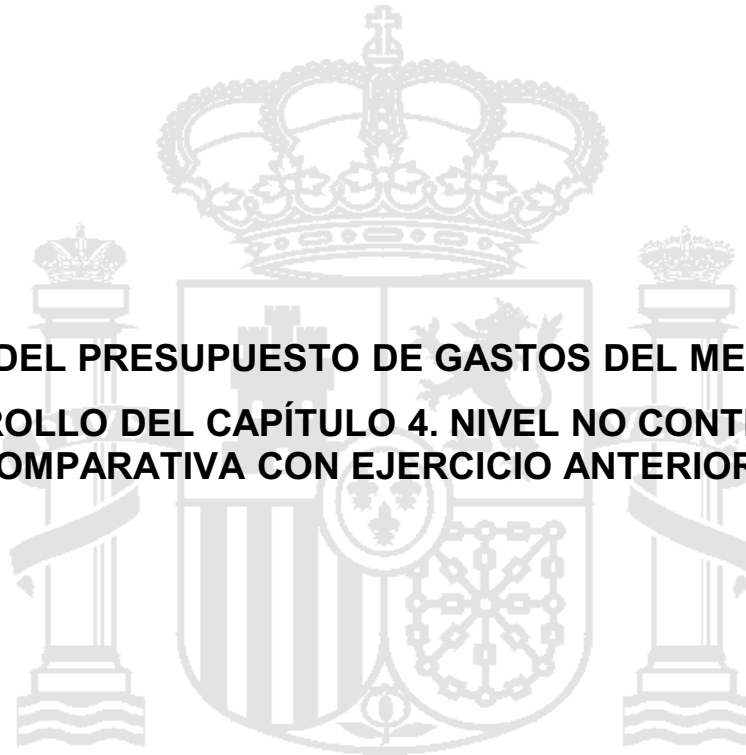 DEL PRESUPUESTO DE GASTOS DEL ME
ROLLO DEL CAPÍTULO 4. NIVEL NO CONT
OMPARATIVA CON EJERCICIO ANTERIOR